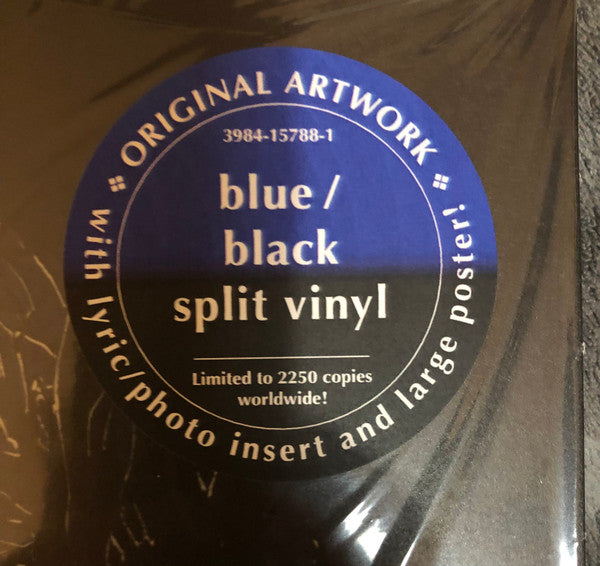 ORIGINAL ARTWORK
3984-15788-1
blue /
black
split vinyl
Limited to 2250 copies
worldwide!
with lyric/photo insert and large poster!